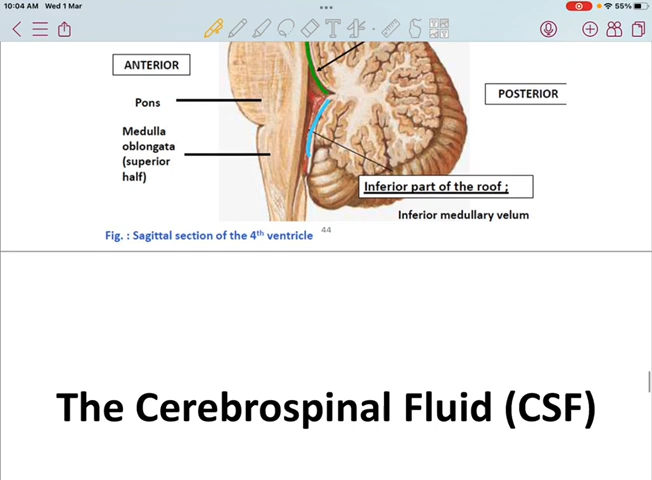 10:04 AM Wed 1 Mar
55%
ANTERIOR
POSTERIOR
Pons
Medulla
oblongata
(superior
half)
Inferior part of the roof ;
Inferior medullary velum
Fig. : Sagittal section of the 4th ventricle
44
The Cerebrospinal Fluid (CSF)